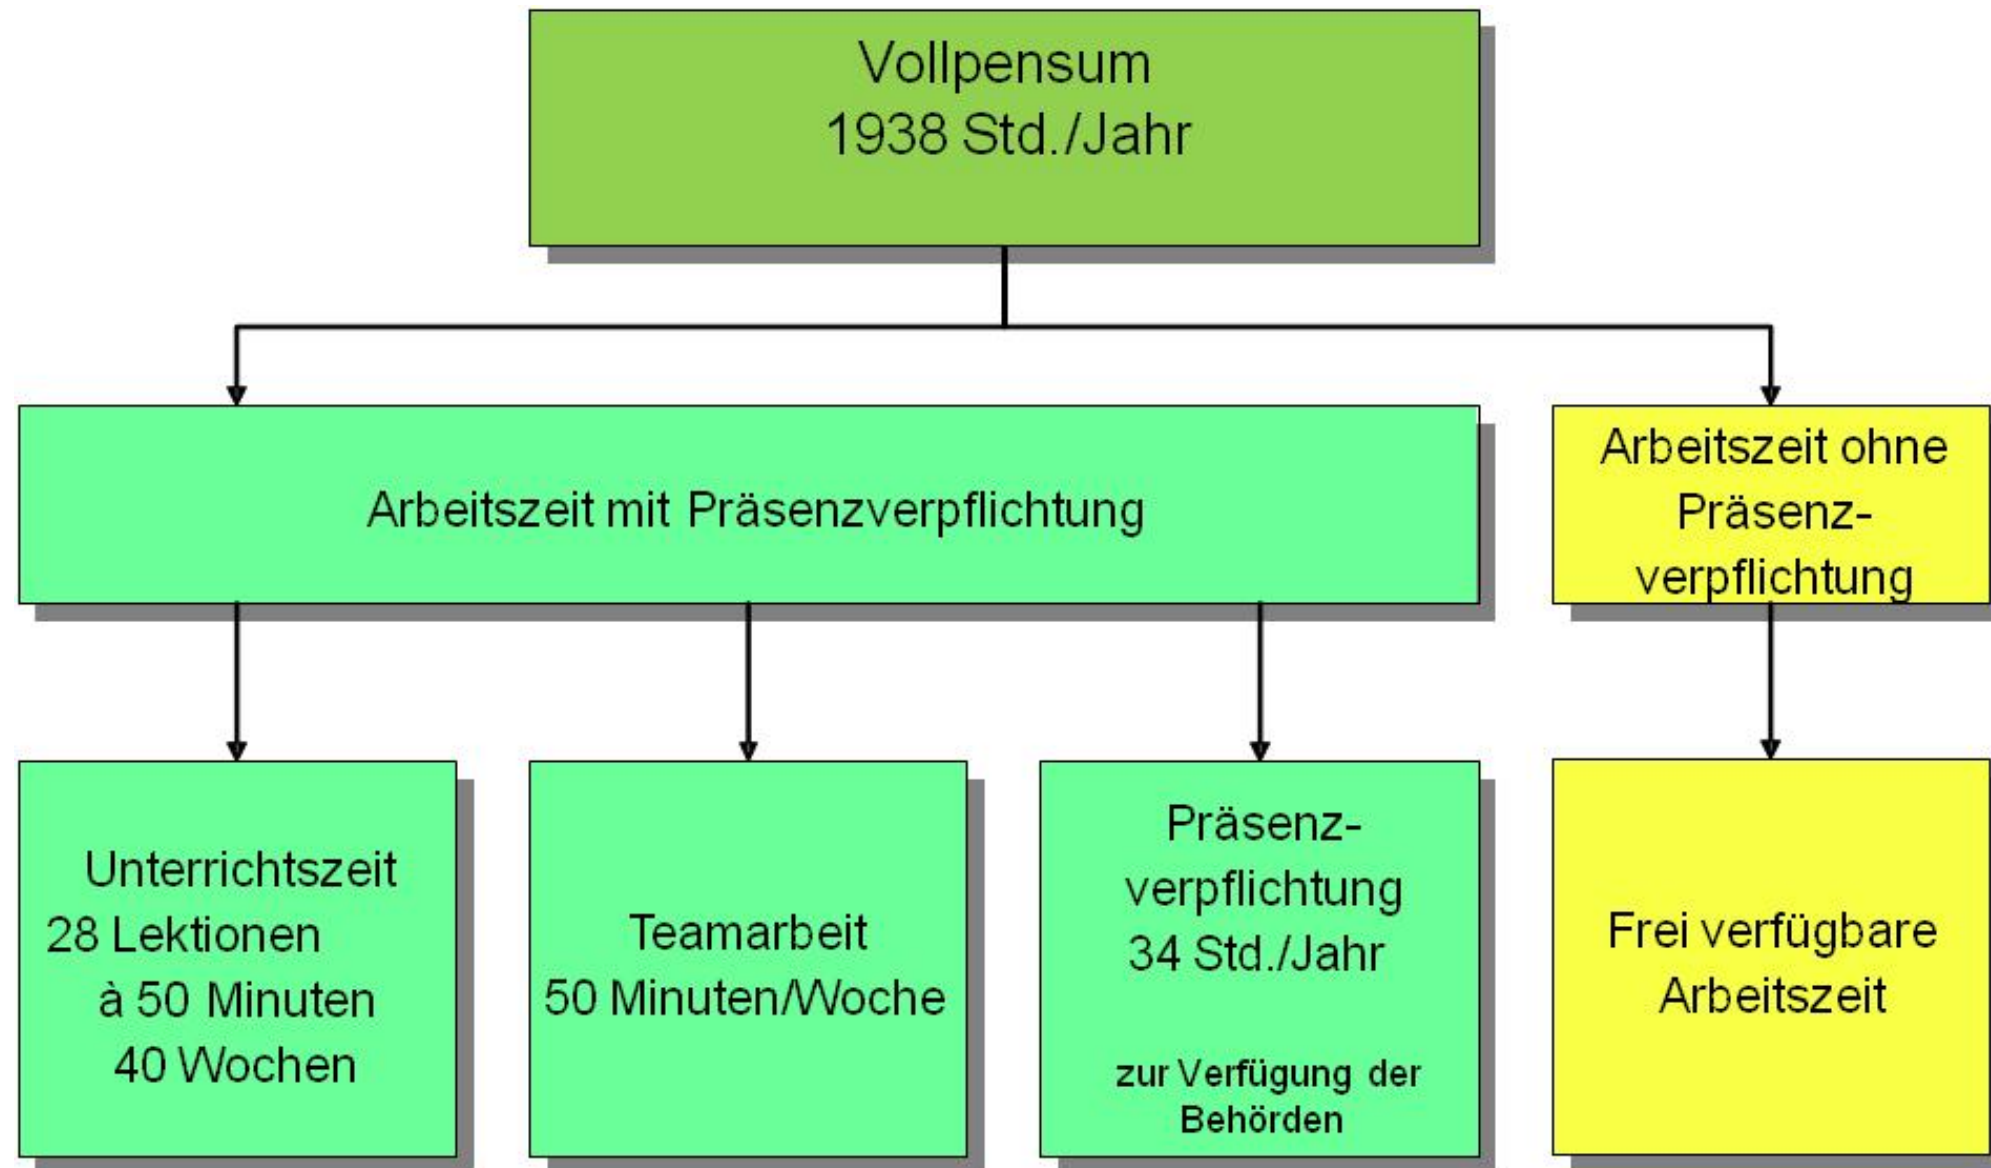 Vollpensum
1938 Std./Jahr
Arbeitszeit mit Präsenzverpflichtung
Arbeitszeit ohne
Präsenz-
verpflichtung
Unterrichtszeit
28 Lektionen
à 50 Minuten
40 Wochen
Teamarbeit
50 Minuten/Woche
Präsenz-
verpflichtung
34 Std./Jahr
zur Verfügung der
Behörden
Frei verfügbare
Arbeitszeit